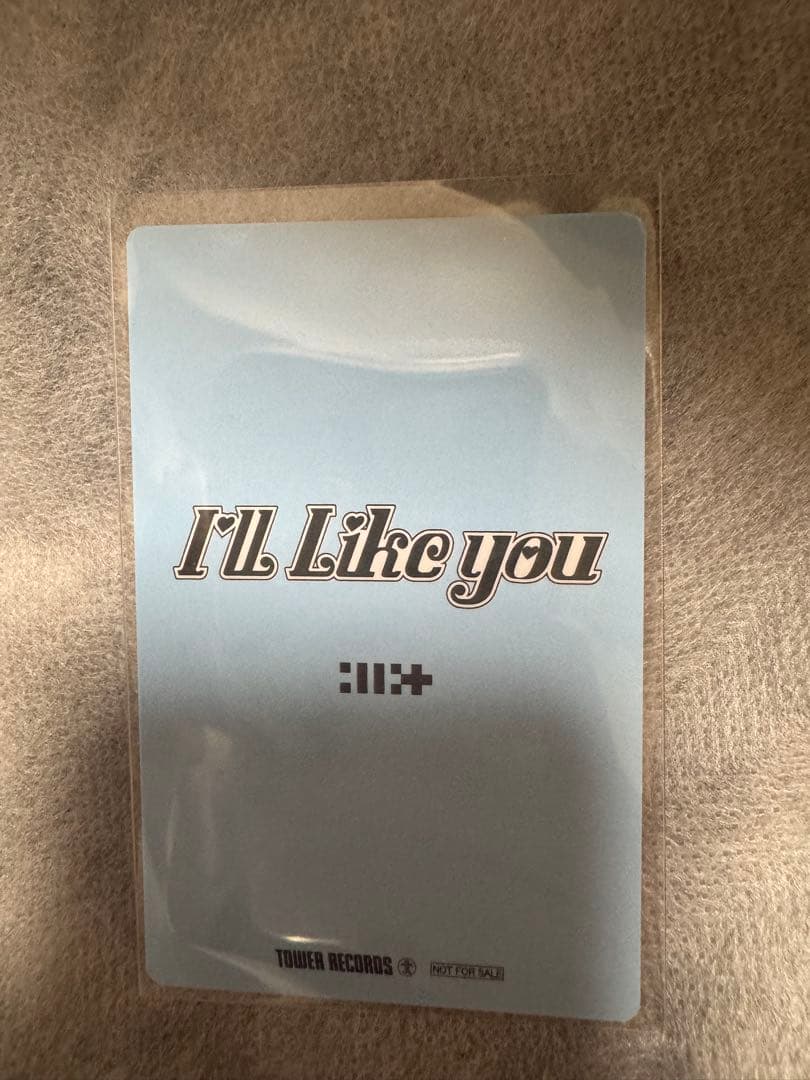 I'll Like you
TOWER RECORDS
NOT FOR SALE